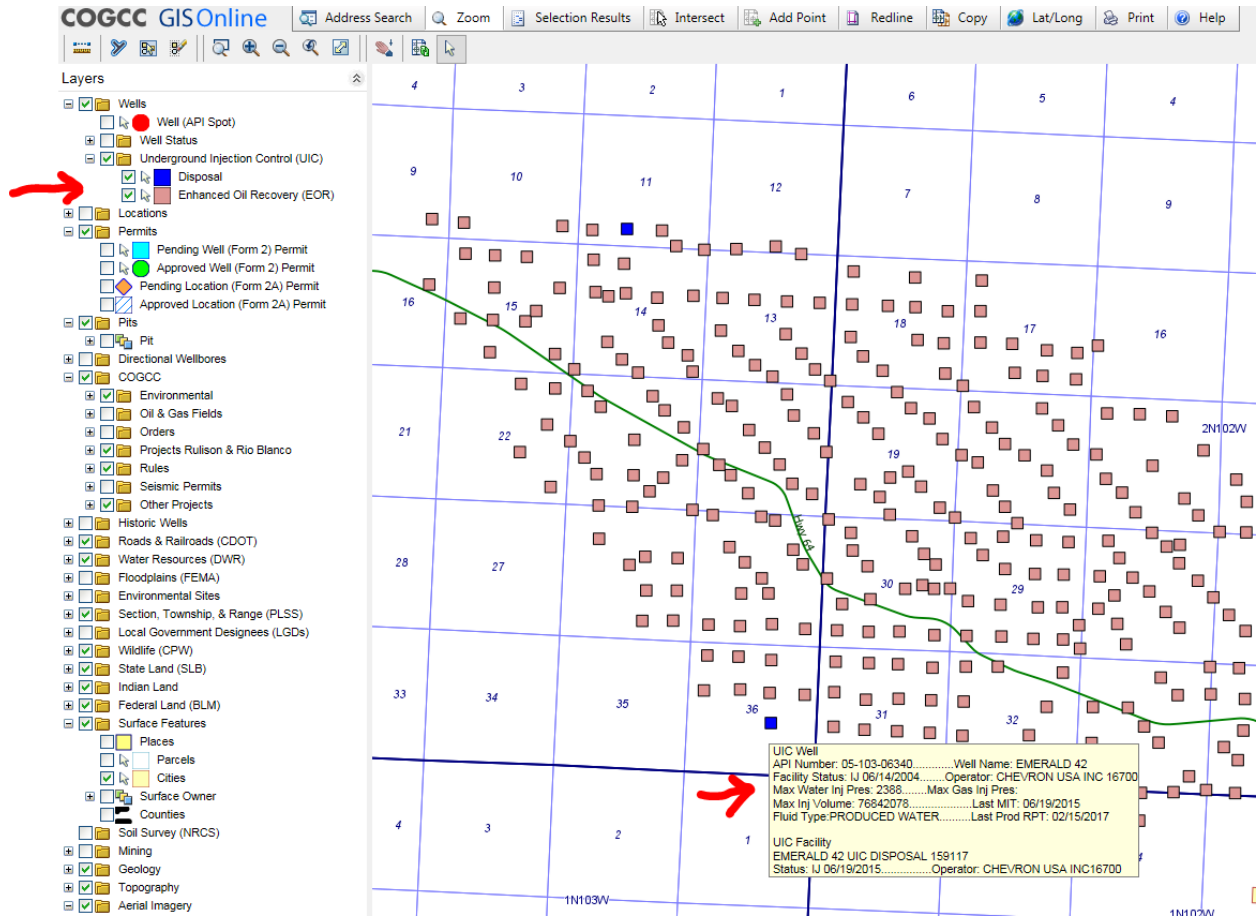 COGCC GISOnline
Address Search
Zoom
Selection Results
Intersect
Add Point
Redline
Copy
Lat/Long
Print
Help
Layers
Wells
Well (API Spot)
Well Status
Underground Injection Control (UIC)
Disposal
Enhanced Oil Recovery (EOR)
Locations
Permits
Pending Well (Form 2) Permit
Approved Well (Form 2) Permit
Pending Location (Form 2A) Permit
Approved Location (Form 2A) Permit
Pits
Pit
Directional Wellbores
COGCC
Environmental
Oil & Gas Fields
Orders
Projects Rulison & Rio Blanco
Rules
Seismic Permits
Other Projects
Historic Wells
Roads & Railroads (CDOT)
Water Resources (DWR)
Floodplains (FEMA)
Environmental Sites
Section, Township, & Range (PLSS)
Local Government Designees (LGDs)
Wildlife (CPW)
State Land (SLB)
Indian Land
Federal Land (BLM)
Surface Features
Places
Parcels
Cities
Surface Owner
Counties
Soil Survey (NRCS)
Mining
Geology
Topography
Aerial Imagery
4 3 2 1 6 5 4
9 10 11 12 7 8 9
16 15 14 13 18 17 16
21 22 19
2N102W
Hwy 64
28 27 30 29
33 34 35 36 31 32
UIC Well
API Number: 05-103-06340............Well Name: EMERALD 42
Facility Status: IJ 06/14/2004.....Operator: CHEVRON USA INC 16700
Max Water Inj Pres: 2388.......Max Gas Inj Pres:
Max Inj Volume: 76842078.....................Last MIT: 06/19/2015
Fluid Type:PRODUCED WATER.........Last Prod RPT: 02/15/2017
UIC Facility
EMERALD 42 UIC DISPOSAL 159117
Status: IJ 06/19/2015...............Operator: CHEVRON USA INC16700
4 3 2 1 4
1N103W
1N102W